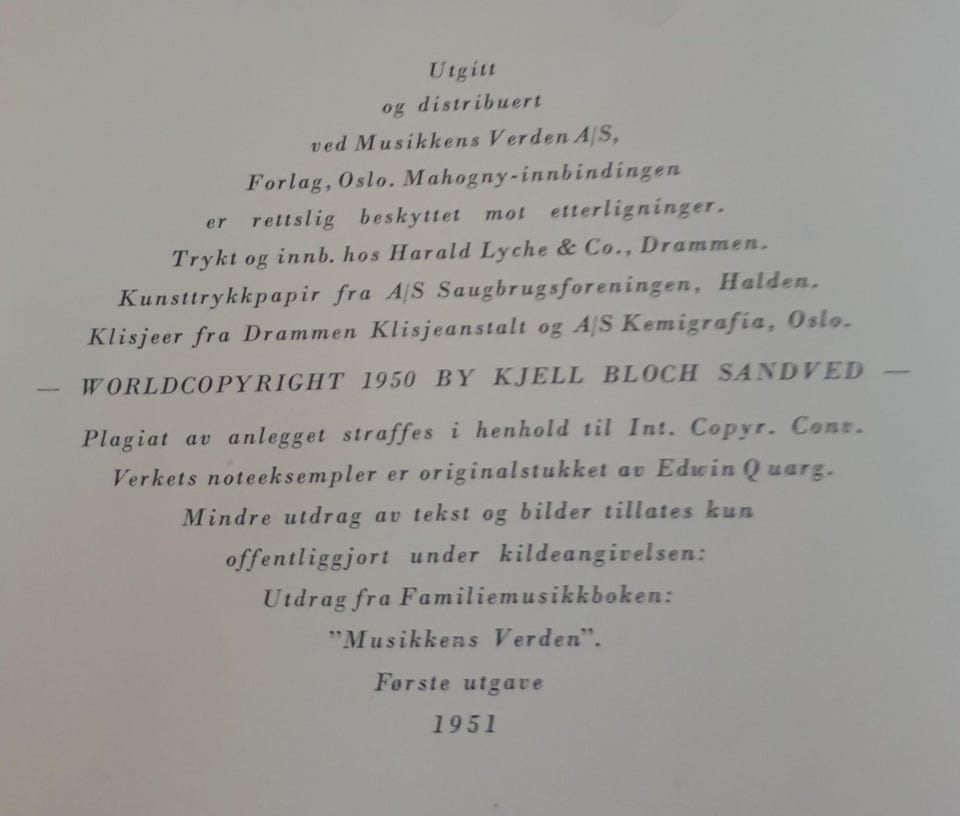 Utgitt
og distribuert
ved Musikkens Verden A/S,
Forlag, Oslo. Mahogny-innbindingen
er rettslig beskyttet mot etterligninger.
Trykt og innb. hos Harald Lyche & Co., Drammen.
Kunsttrykkpapir fra A/S Saugbrugsforeningen, Halden.
Klisjeer fra Drammen Klisjeanstalt og A/S Kemigrafia, Oslo.
— WORLDCOPYRIGHT 1950 BY KJELL BLOCH SANDVED —
Plagiat av anlegget straffes i henhold til Int. Copyr. Conv.
Verkets noteeksempler er originalstukket av Edwin Quarg.
Mindre utdrag av tekst og bilder tillates kun
offentliggjort under kildeangivelsen:
Utdrag fra Familiemusikkboken:
"Musikkens Verden".
Første utgave
1951